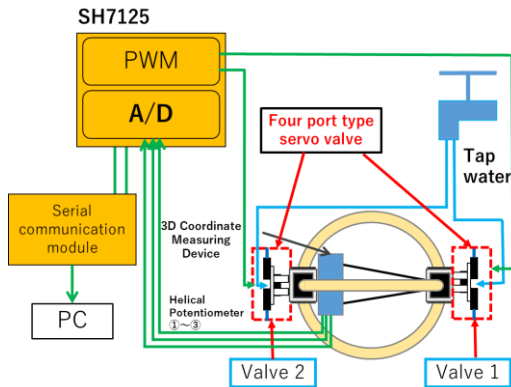 SH7125
PWM
A/D
Four port type
servo valve
Tap
water
Serial
communication
module
3D Coordinate
Measuring
Device
PC
Helical
Potentiometer
①～③
Valve 2
Valve 1